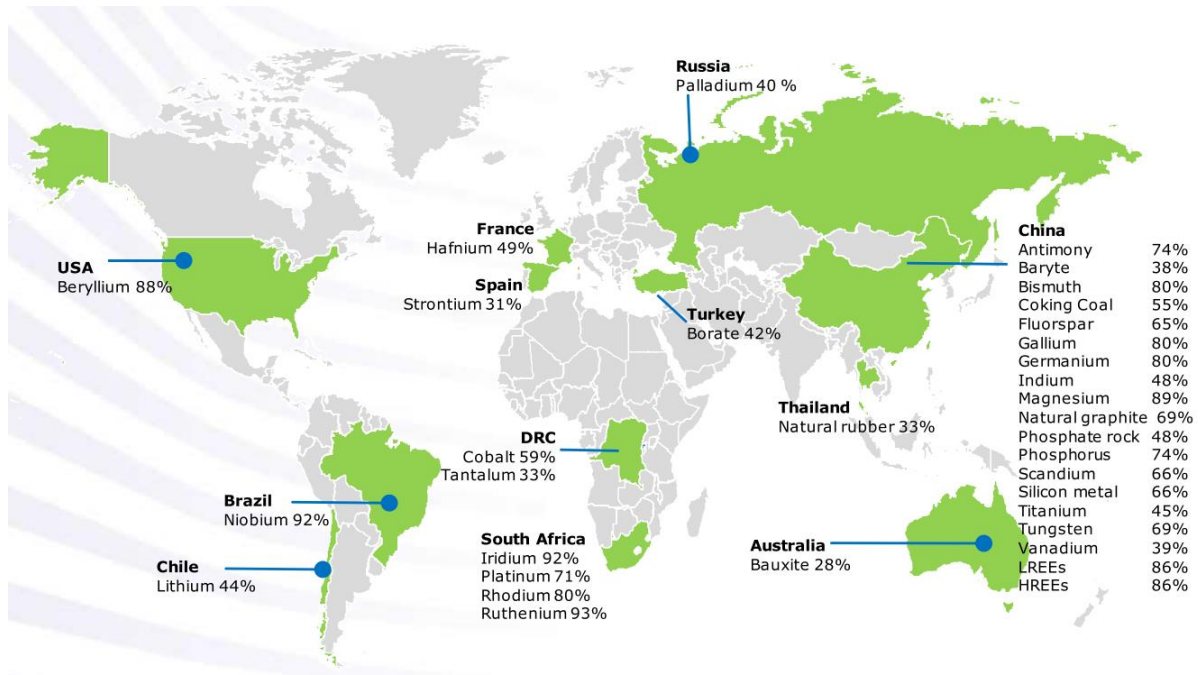 Russia
Palladium 40 %
France
Hafnium 49%
Spain
Strontium 31%
USA
Beryllium 88%
Turkey
Borate 42%
China
Antimony 74%
Baryte 38%
Bismuth 80%
Coking Coal 55%
Fluorspar 65%
Gallium 80%
Germanium 80%
Indium 48%
Magnesium 89%
Natural graphite 69%
Phosphate rock 48%
Phosphorus 74%
Scandium 66%
Silicon metal 66%
Titanium 45%
Tungsten 69%
Vanadium 39%
LREEs 86%
HREEs 86%
Thailand
Natural rubber 33%
DRC
Cobalt 59%
Tantalum 33%
Brazil
Niobium 92%
Chile
Lithium 44%
South Africa
Iridium 92%
Platinum 71%
Rhodium 80%
Ruthenium 93%
Australia
Bauxite 28%